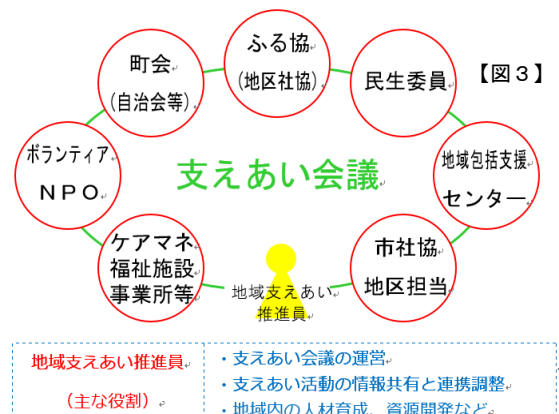 ふる協
(地区社協)
町会
(自治会等)
民生委員
【図３】
ボランティア
ＮＰＯ
支えあい会議
地域包括支援
センター
ケアマネ
福祉施設
事業所等
地域支えあい
推進員
市社協
地区担当
地域支えあい推進員
（主な役割）
・支えあい会議の運営
・支えあい活動の情報共有と連携調整
・地域内の人材育成、資源開発など